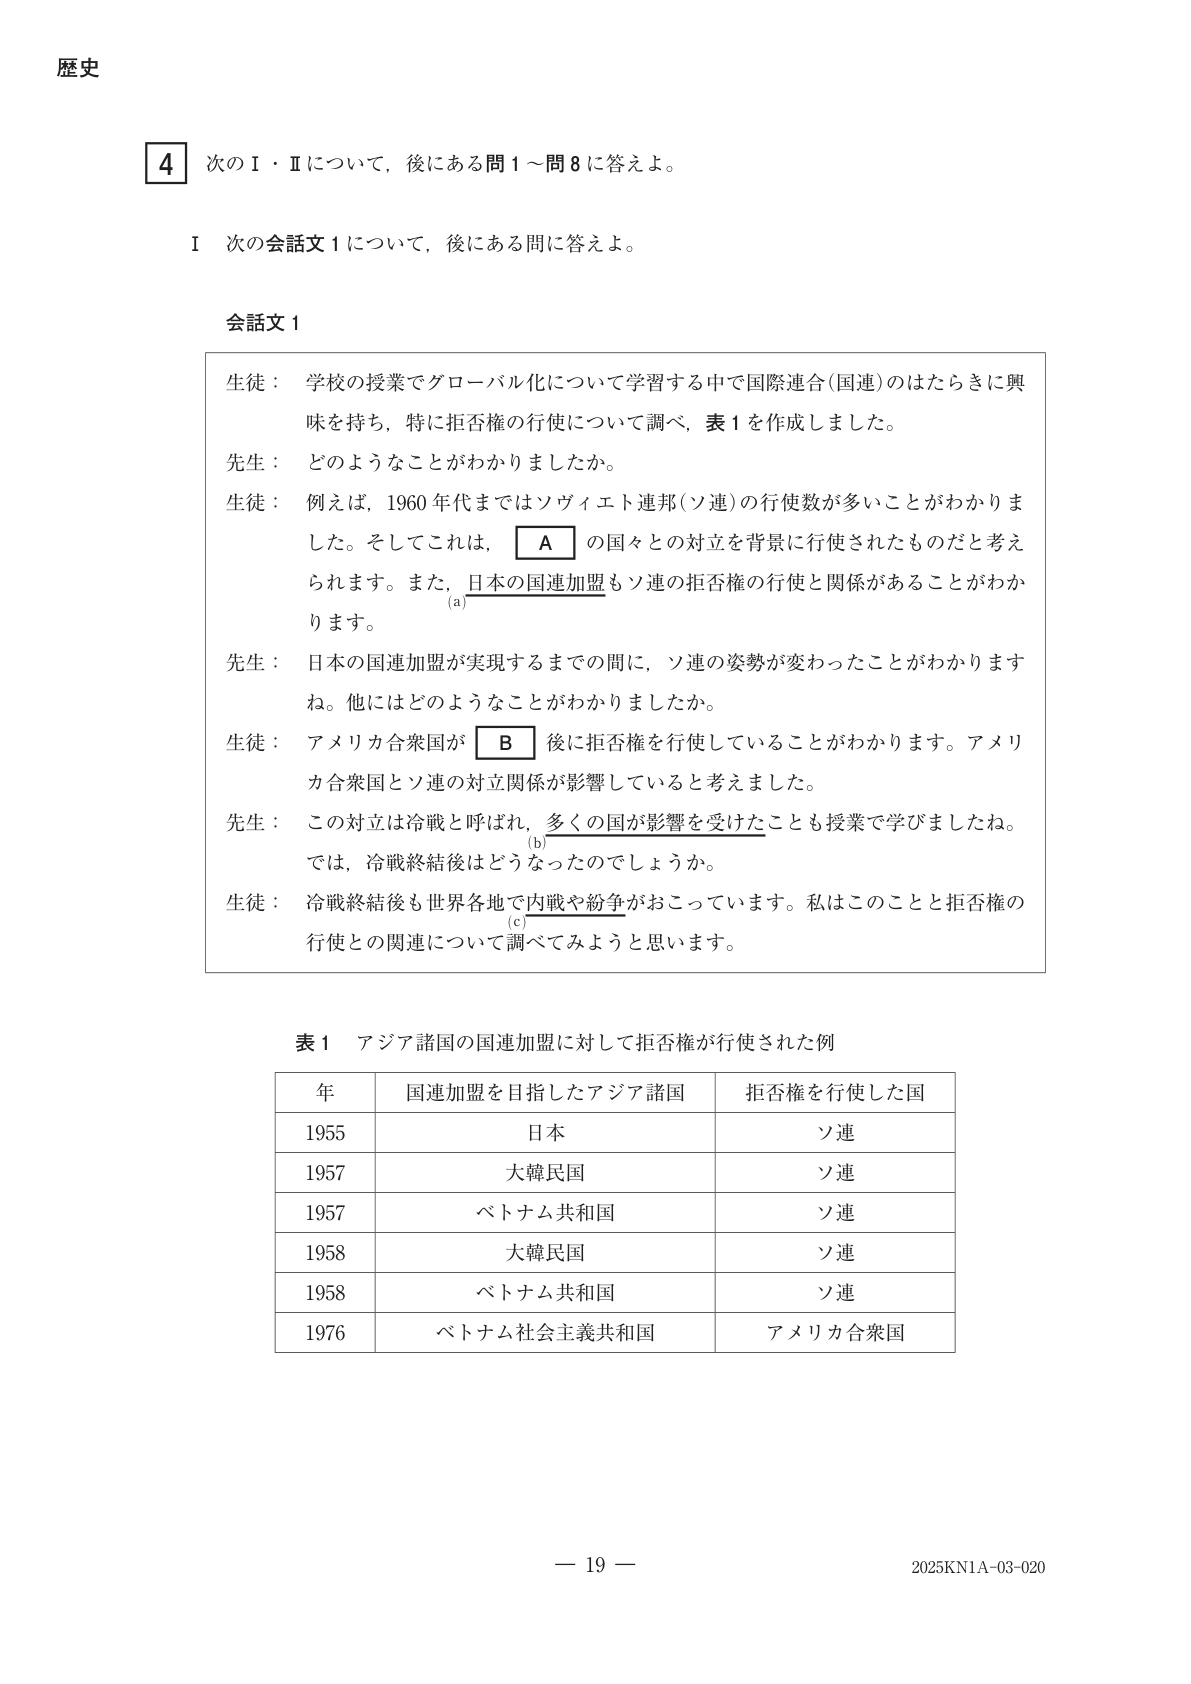 歴史
4 次のⅠ・Ⅱについて，後にある問1～問8に答えよ。
Ⅰ 次の会話文1について，後にある問に答えよ。
会話文1
生徒： 学校の授業でグローバル化について学習する中で国際連合(国連)のはたらきに興
味を持ち，特に拒否権の行使について調べ，表1を作成しました。
先生： どのようなことがわかりましたか。
生徒： 例えば，1960年代まではソヴィエト連邦(ソ連)の行使数が多いことがわかりま
した。そしてこれは， A の国々との対立を背景に行使されたものだと考え
られます。また，日本の国連加盟もソ連の拒否権の行使と関係があることがわか
(a)
ります。
先生： 日本の国連加盟が実現するまでの間に，ソ連の姿勢が変わったことがわかります
ね。他にはどのようなことがわかりましたか。
生徒： アメリカ合衆国が B 後に拒否権を行使していることがわかります。アメリ
カ合衆国とソ連の対立関係が影響していると考えました。
先生： この対立は冷戦と呼ばれ，多くの国が影響を受けたことも授業で学びましたね。
(b)
では，冷戦終結後はどうなったのでしょうか。
生徒： 冷戦終結後も世界各地で内戦や紛争がおこっています。私はこのことと拒否権の
(c)
行使との関連について調べてみようと思います。
表1 アジア諸国の国連加盟に対して拒否権が行使された例
年 国連加盟を目指したアジア諸国 拒否権を行使した国
1955 日本 ソ連
1957 大韓民国 ソ連
1957 ベトナム共和国 ソ連
1958 大韓民国 ソ連
1958 ベトナム共和国 ソ連
1976 ベトナム社会主義共和国 アメリカ合衆国
― 19 ―
2025KN1A-03-020